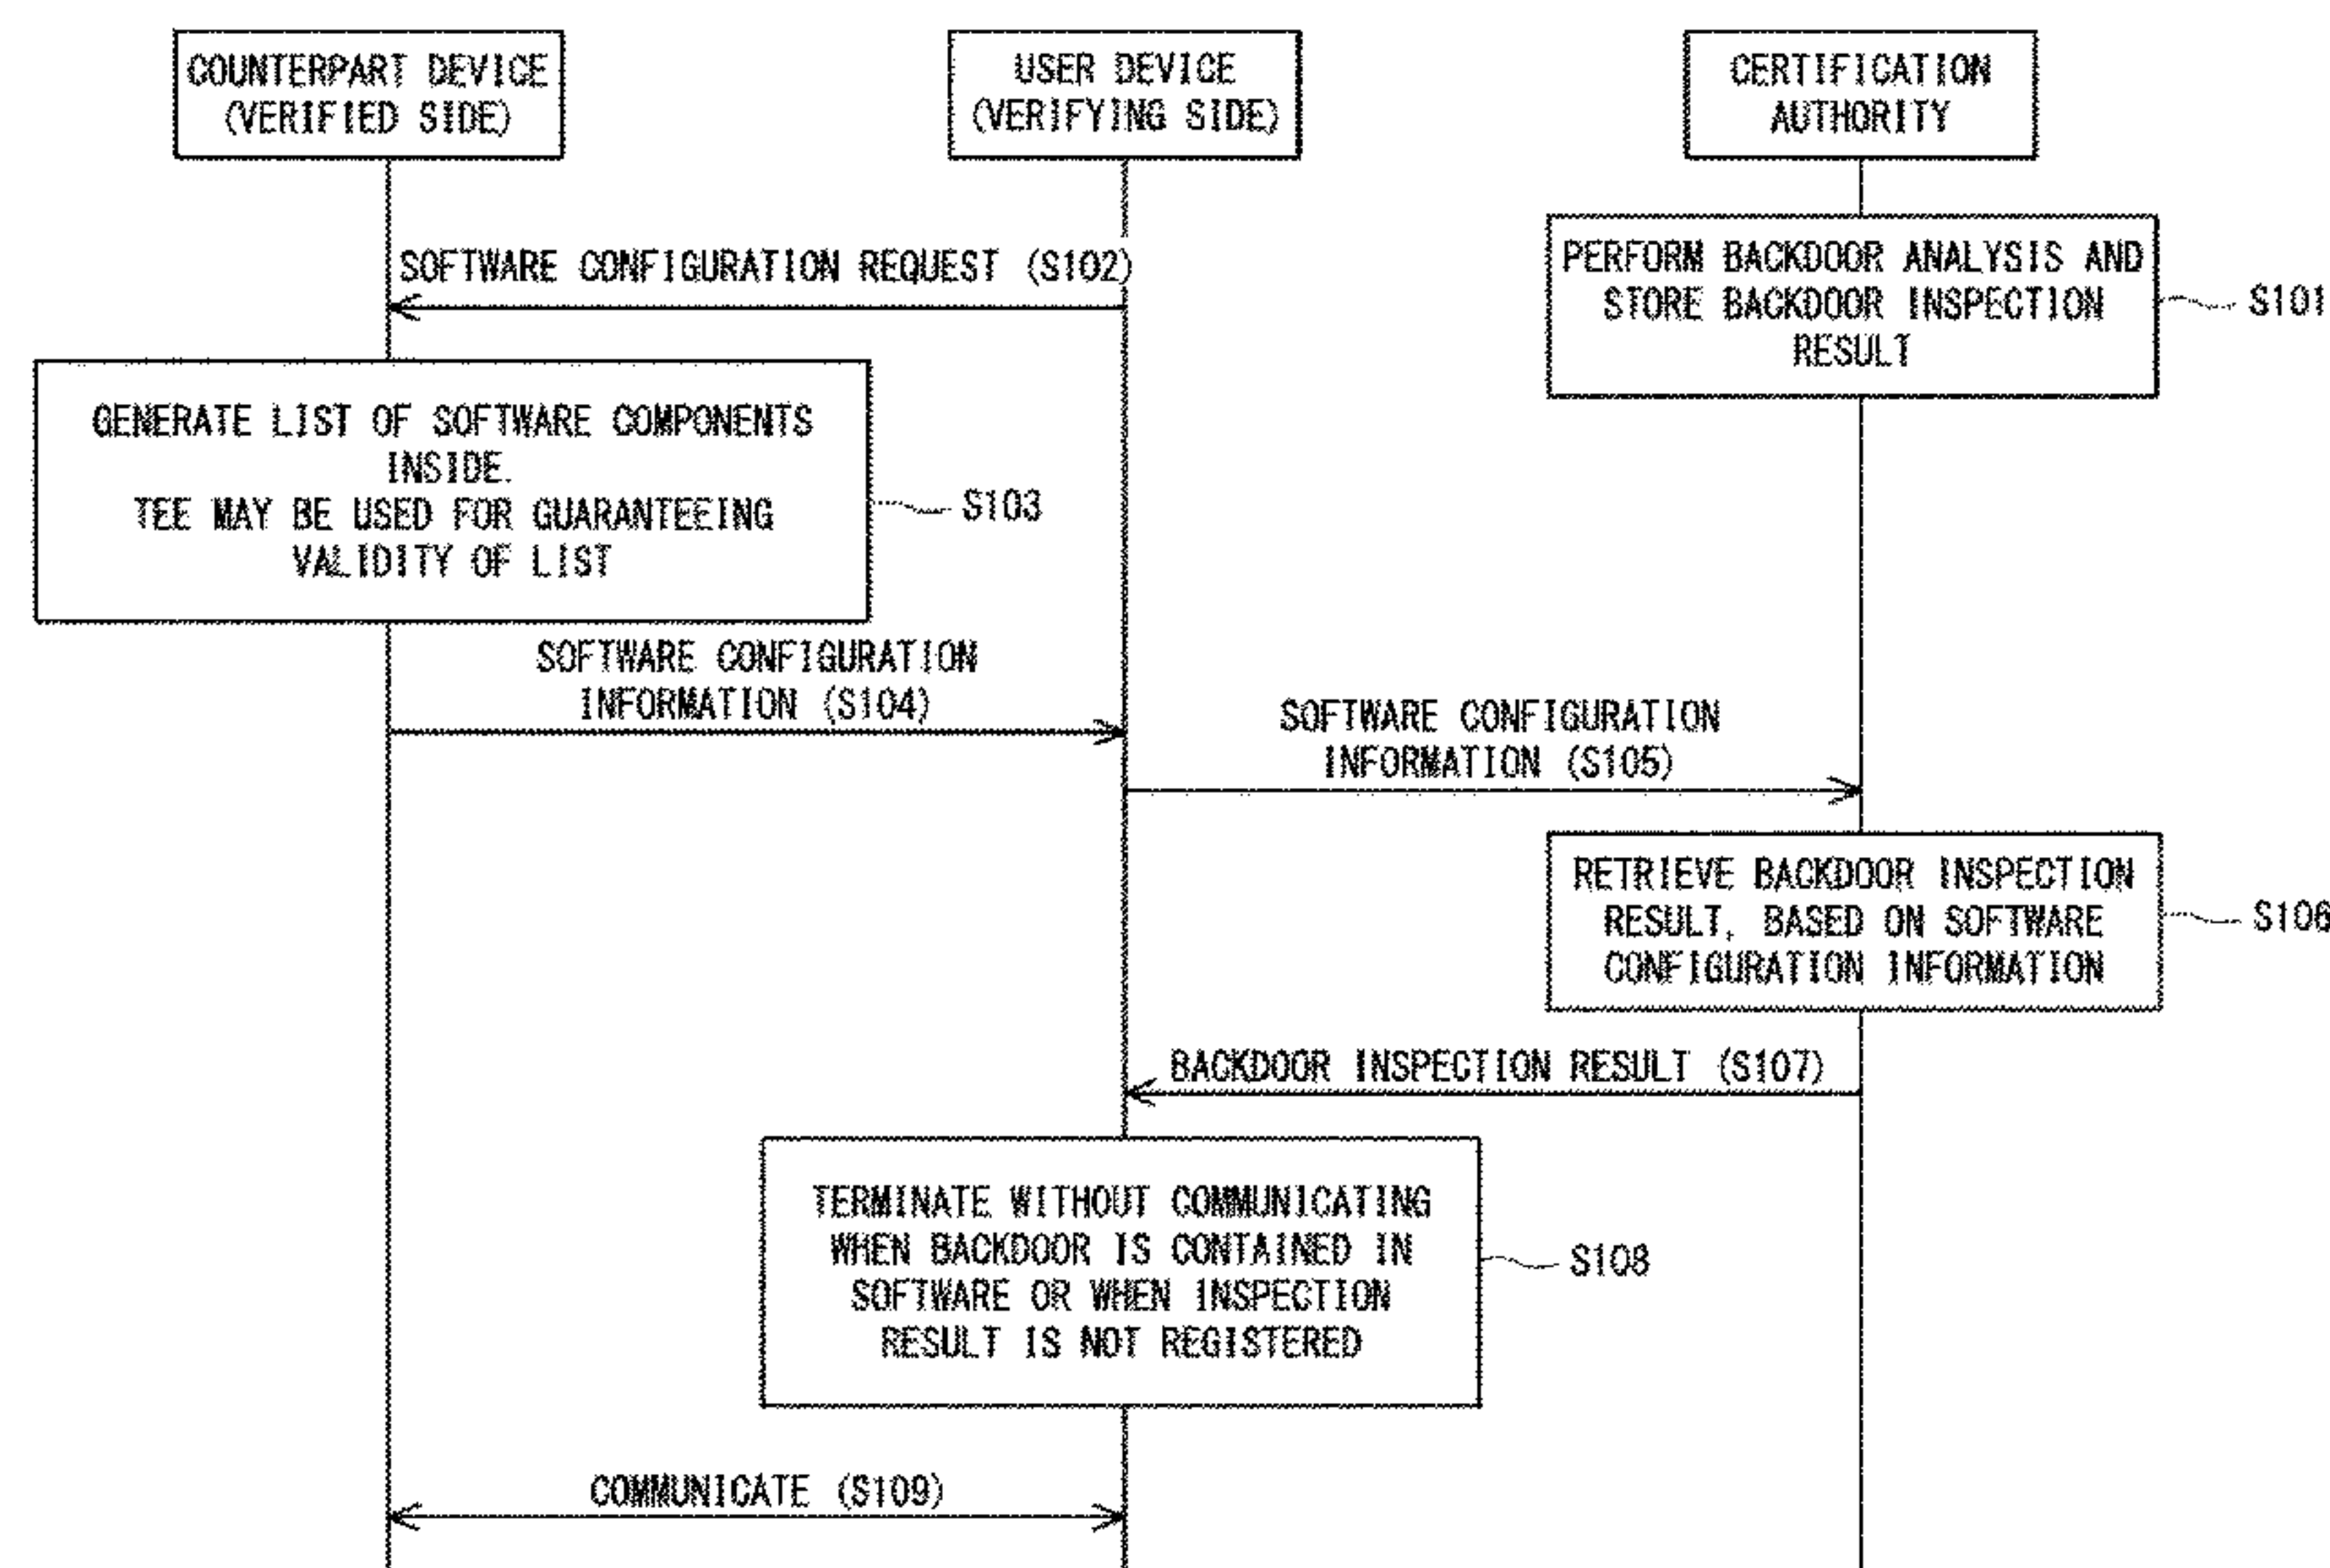 COUNTERPART DEVICE
(VERIFIED SIDE)
USER DEVICE
(VERIFYING SIDE)
CERTIFICATION
AUTHORITY
PERFORM BACKDOOR ANALYSIS AND
STORE BACKDOOR INSPECTION
RESULT
S101
SOFTWARE CONFIGURATION REQUEST (S102)
GENERATE LIST OF SOFTWARE COMPONENTS
INSIDE.
TEE MAY BE USED FOR GUARANTEEING
VALIDITY OF LIST
S103
SOFTWARE CONFIGURATION
INFORMATION (S104)
SOFTWARE CONFIGURATION
INFORMATION (S105)
RETRIEVE BACKDOOR INSPECTION
RESULT, BASED ON SOFTWARE
CONFIGURATION INFORMATION
S106
BACKDOOR INSPECTION RESULT (S107)
TERMINATE WITHOUT COMMUNICATING
WHEN BACKDOOR IS CONTAINED IN
SOFTWARE OR WHEN INSPECTION
RESULT IS NOT REGISTERED
S108
COMMUNICATE (S109)